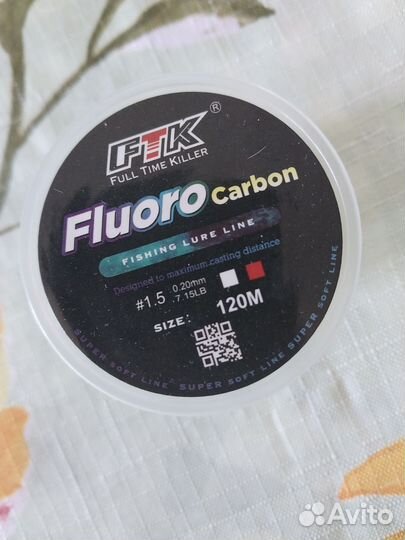 FTK ®
FULL TIME KILLER
Fluoro Carbon
FISHING LURE LINE
Designed to maximum casting distance
#1.5 0.20mm
7.15LB
SIZE: 120M
SUPER SOFT LINE SUPER SOFT LINE SUPER SOFT LINE
Avito